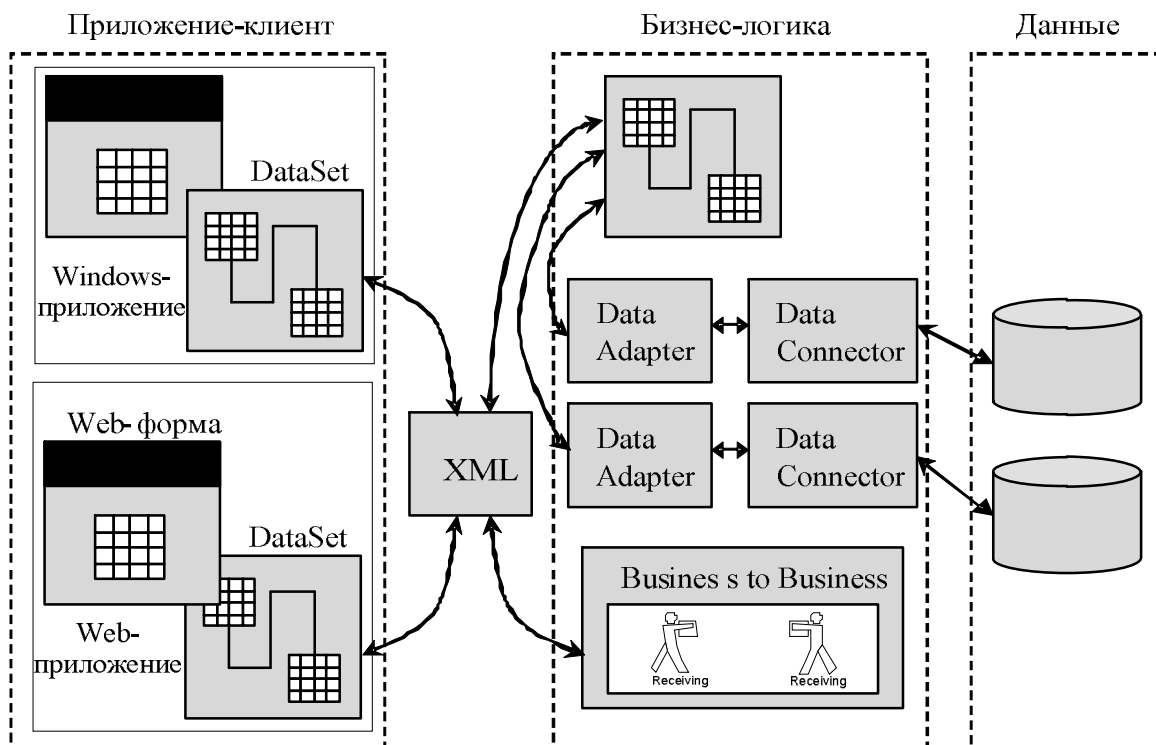 Приложение-клиент
Бизнес-логика
Данные
DataSet
Windows-
приложение
Web- форма
DataSet
Web-
приложение
XML
Data
Adapter
Data
Connector
Data
Adapter
Data
Connector
Busines s to Business
Receiving
Receiving